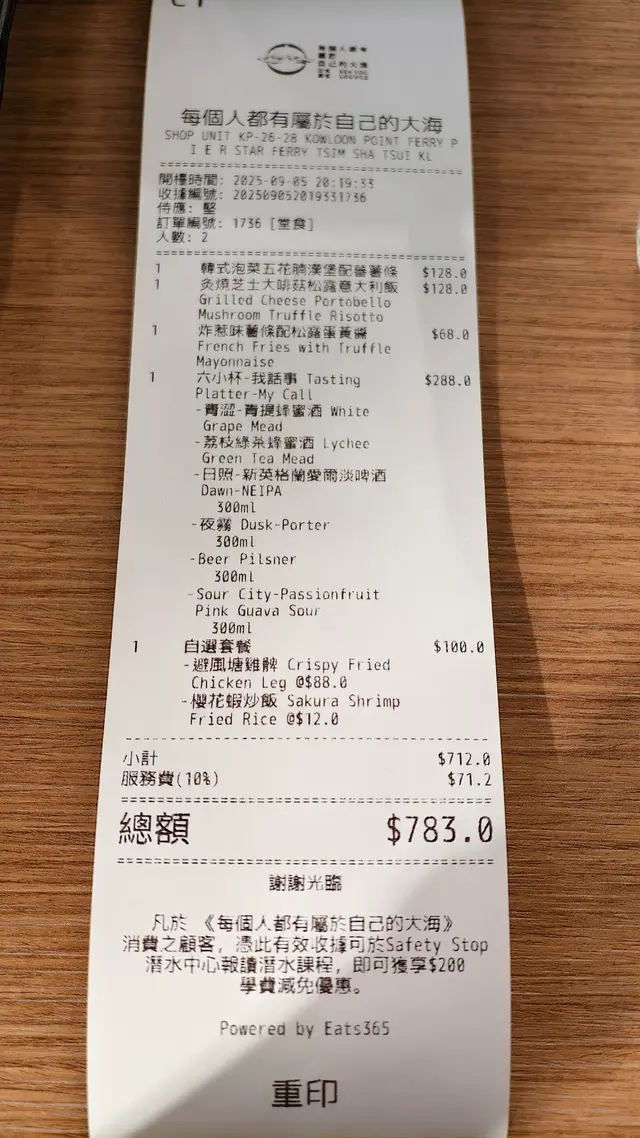 每個人都有屬於自己的大海
SHOP UNIT KP-26-28 KOWLOON POINT FERRY P
I E R STAR FERRY TSIM SHA TSUI KL
開檯時間: 2025-09-05 20:19:33
收據編號: 202509052019331736
侍應: 堅
訂單編號: 1736 [堂食]
人數: 2
1 韓式泡菜五花腩漢堡配番薯條 $128.0
1 炙燒芝士大啡菇松露意大利飯 $128.0
Grilled Cheese Portobello
Mushroom Truffle Risotto
1 炸惹味薯條配松露蛋黃醬 $68.0
French Fries with Truffle
Mayonnaise
1 六小杯-我話事 Tasting $288.0
Platter-My Call
-青澀-青提蜂蜜酒 White
Grape Mead
-荔枝綠茶蜂蜜酒 Lychee
Green Tea Mead
-日照-新英格蘭愛爾淡啤酒
Dawn-NEIPA
300ml
-夜霧 Dusk-Porter
300ml
-Beer Pilsner
300ml
-Sour City-Passionfruit
Pink Guava Sour
300ml
1 自選套餐 $100.0
-避風塘雞髀 Crispy Fried
Chicken Leg @$88.0
-櫻花蝦炒飯 Sakura Shrimp
Fried Rice @$12.0
小計 $712.0
服務費(10%) $71.2
總額 $783.0
謝謝光臨
凡於 《每個人都有屬於自己的大海》
消費之顧客, 憑此有效收據可於Safety Stop
潛水中心報讀潛水課程, 即可獲享$200
學費減免優惠。
Powered by Eats365
重印